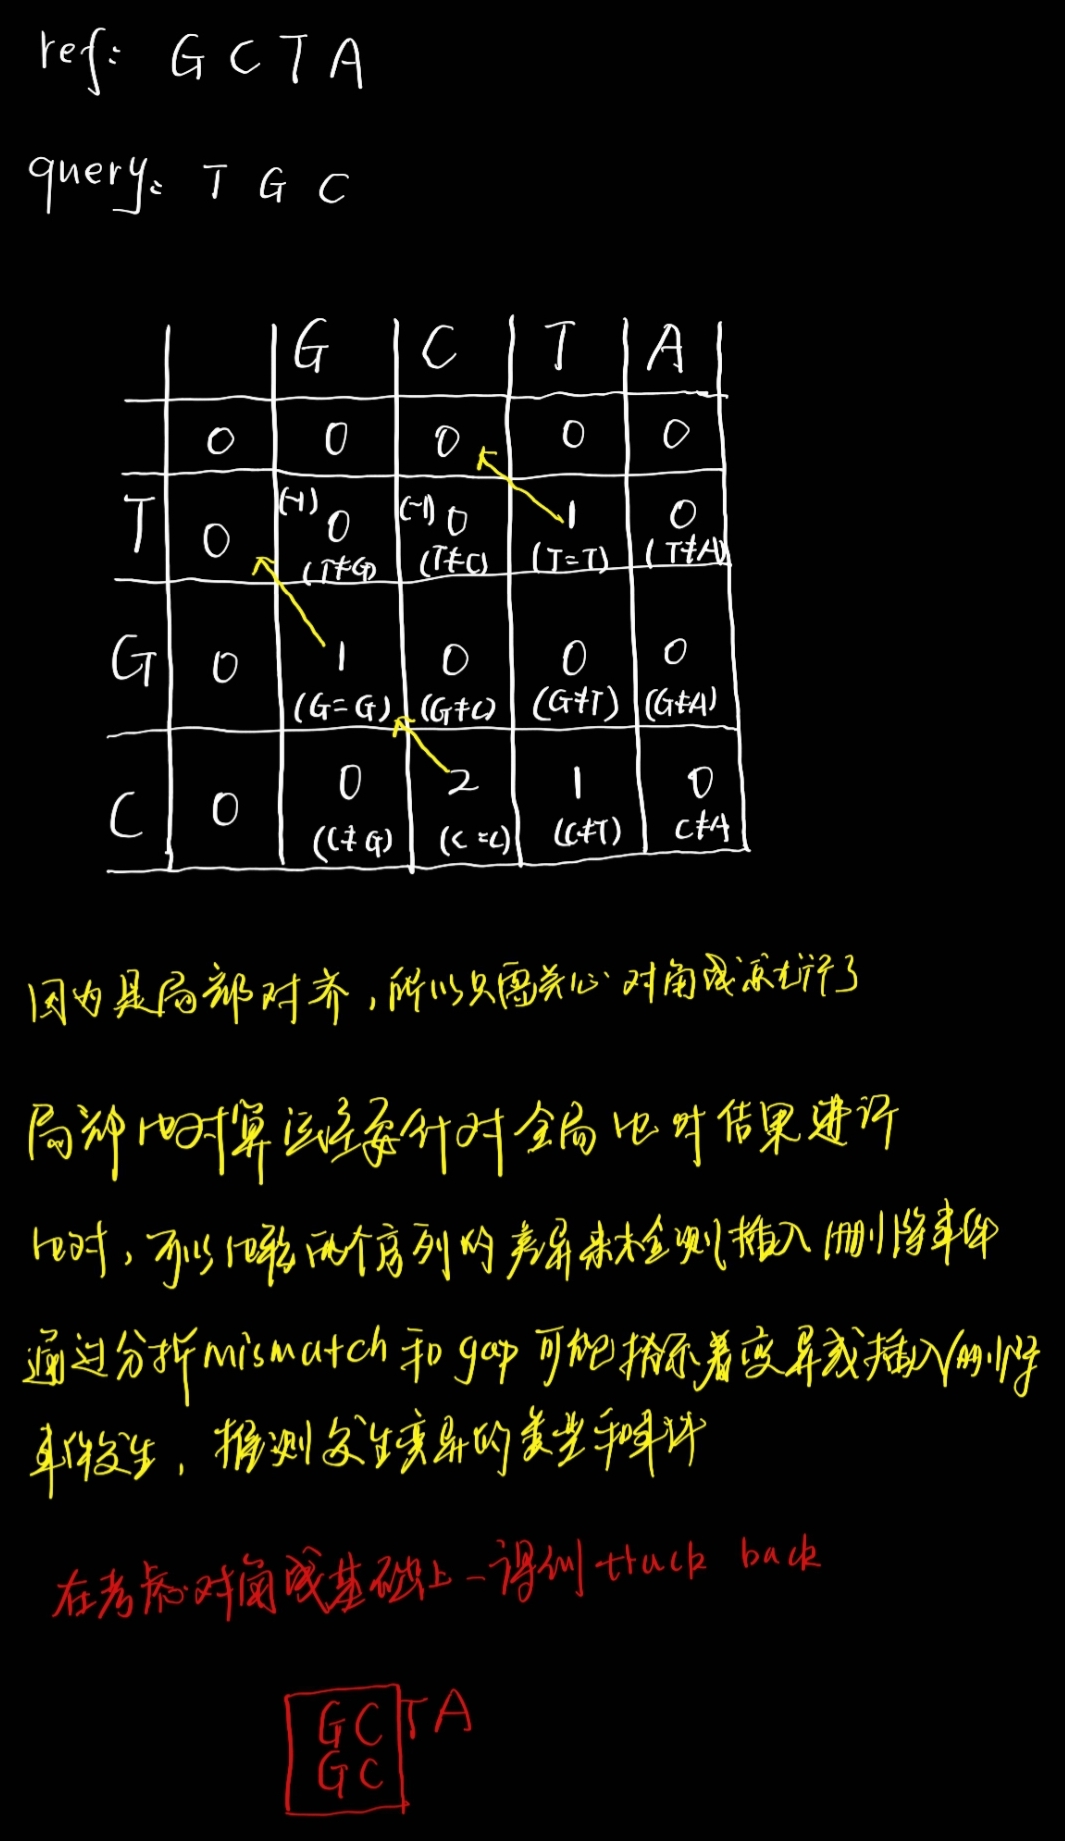 ref: G C T A
query: T G C
G C T A
0 0 0 0 0
T 0 (-1) 0 (-1) 0 1 0
(T≠G) (T≠C) (T=T) (T≠A)
G 0 1 0 0 0
(G=G) (G≠C) (G≠T) (G≠A)
C 0 0 2 1 0
(C≠G) (C=C) (C≠T) C≠A
因为是局部对齐，所以只需关心对角线就行了
局部比对算法主要针对全局比对结果进行
比对，可以比较两个序列的差异来检测插入删除事件
通过分析mismatch和gap可能指示着变异或插入/删除
事件发生，推测发生变异的类型和事件
在考虑对角线基础上 得到 track back
GCTA
GC